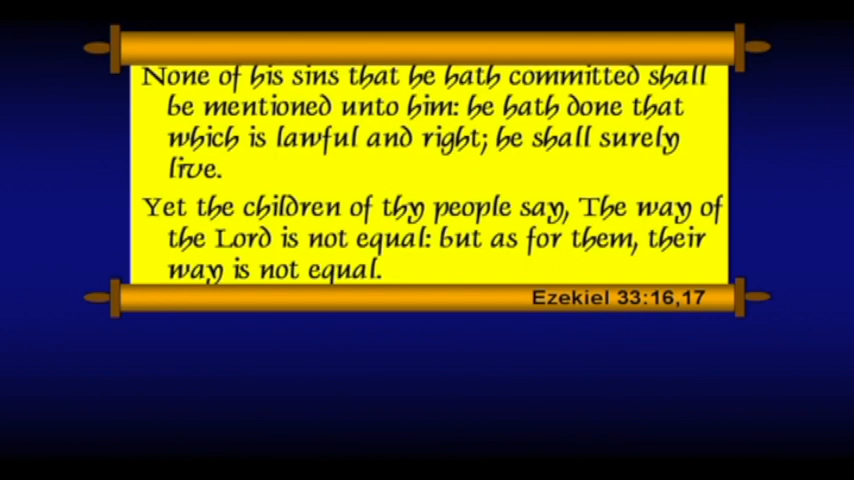 None of his sins that he hath committed shall
be mentioned unto him: he hath done that
which is lawful and right; he shall surely
live.
Yet the children of thy people say, The way of
the Lord is not equal: but as for them, their
way is not equal.
Ezekiel 33:16,17